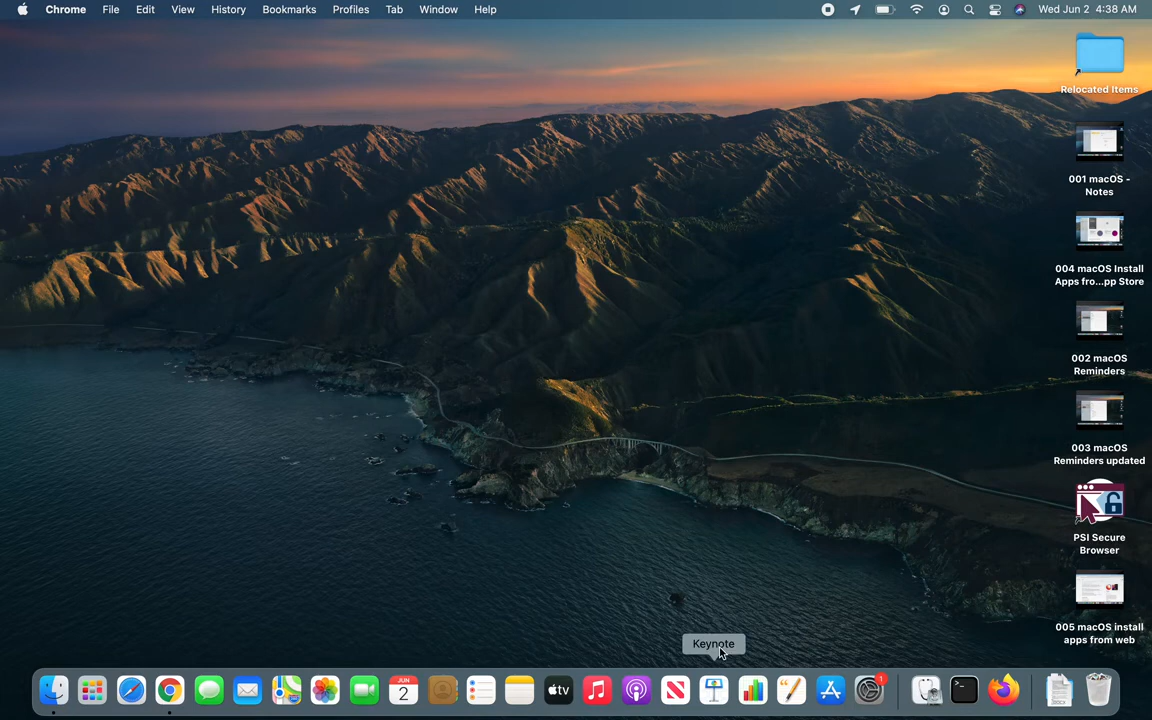 Chrome File Edit View History Bookmarks Profiles Tab Window Help Wed Jun 2 4:38 AM
Relocated Items
001 macOS -
Notes
004 macOS Install
Apps fro...pp Store
002 macOS
Reminders
003 macOS
Reminders updated
PSI Secure
Browser
005 macOS install
apps from web
Keynote
JUN
2
tv
1